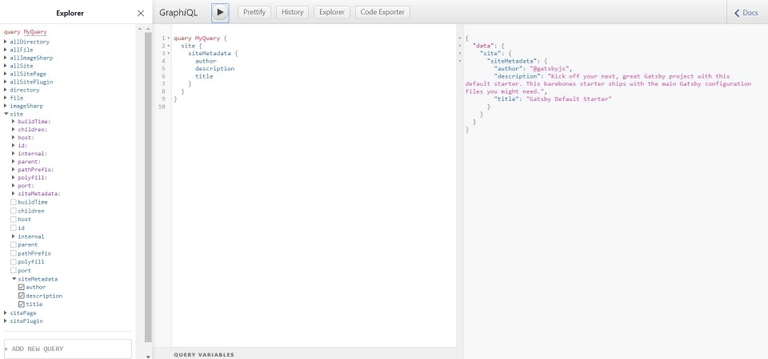 Explorer
GraphiQL
Prettify
History
Explorer
Code Exporter
Docs
query MyQuery
allDirectory
allFile
allImageSharp
allSite
allSitePage
allSitePlugin
directory
file
imageSharp
site
buildTime:
children:
host:
id:
internal:
parent:
pathPrefix:
polyfill:
port:
siteMetadata:
buildTime
children
host
id
internal
parent
pathPrefix
polyfill
port
siteMetadata
author
description
title
sitePage
sitePlugin
+ ADD NEW QUERY
1 query MyQuery {
2 site {
3 siteMetadata {
4 author
5 description
6 title
7 }
8 }
9 }
10
QUERY VARIABLES
{
"data": {
"site": {
"siteMetadata": {
"author": "@gatsbyjs",
"description": "Kick off your next, great Gatsby project with this
default starter. This barebones starter ships with the main Gatsby configuration
files you might need.",
"title": "Gatsby Default Starter"
}
}
}
}